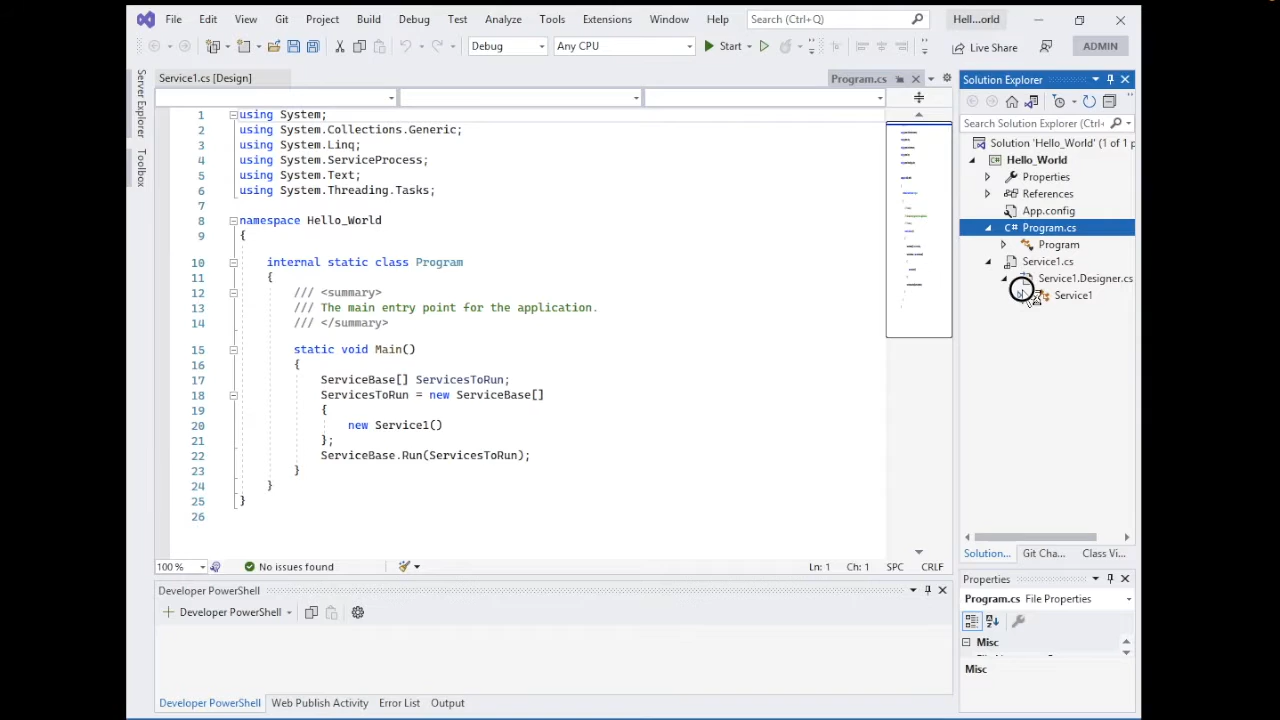 File Edit View Git Project Build Debug Test Analyze Tools Extensions Window Help Search (Ctrl+Q) Hell...orld
Debug Any CPU Start Live Share ADMIN
Server Explorer
Toolbox
Service1.cs [Design] Program.cs
1 using System;
2 using System.Collections.Generic;
3 using System.Linq;
4 using System.ServiceProcess;
5 using System.Text;
6 using System.Threading.Tasks;
7
8 namespace Hello_World
9 {
10 internal static class Program
11 {
12 /// <summary>
13 /// The main entry point for the application.
14 /// </summary>
15 static void Main()
16 {
17 ServiceBase[] ServicesToRun;
18 ServicesToRun = new ServiceBase[]
19 {
20 new Service1()
21 };
22 ServiceBase.Run(ServicesToRun);
23 }
24 }
25 }
26
100 % No issues found Ln: 1 Ch: 1 SPC CRLF
Developer PowerShell
Developer PowerShell
Developer PowerShell Web Publish Activity Error List Output
Solution Explorer
Search Solution Explorer (Ctrl+
Solution 'Hello_World' (1 of 1 p
Hello_World
Properties
References
App.config
C# Program.cs
Program
Service1.cs
Service1.Designer.cs
Service1
Solution... Git Cha... Class Vi...
Properties
Program.cs File Properties
Misc
Misc